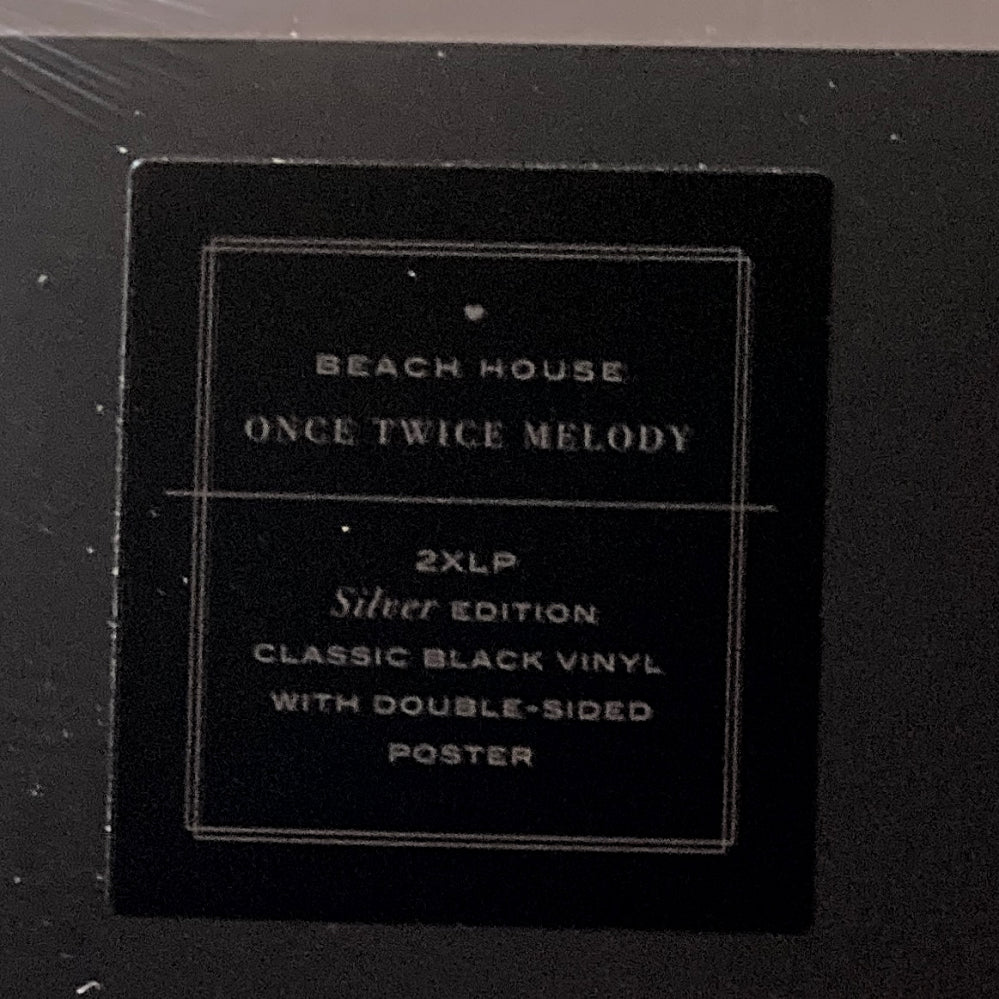 BEACH HOUSE
ONCE TWICE MELODY
2XLP
Silver EDITION
CLASSIC BLACK VINYL
WITH DOUBLE-SIDED
POSTER